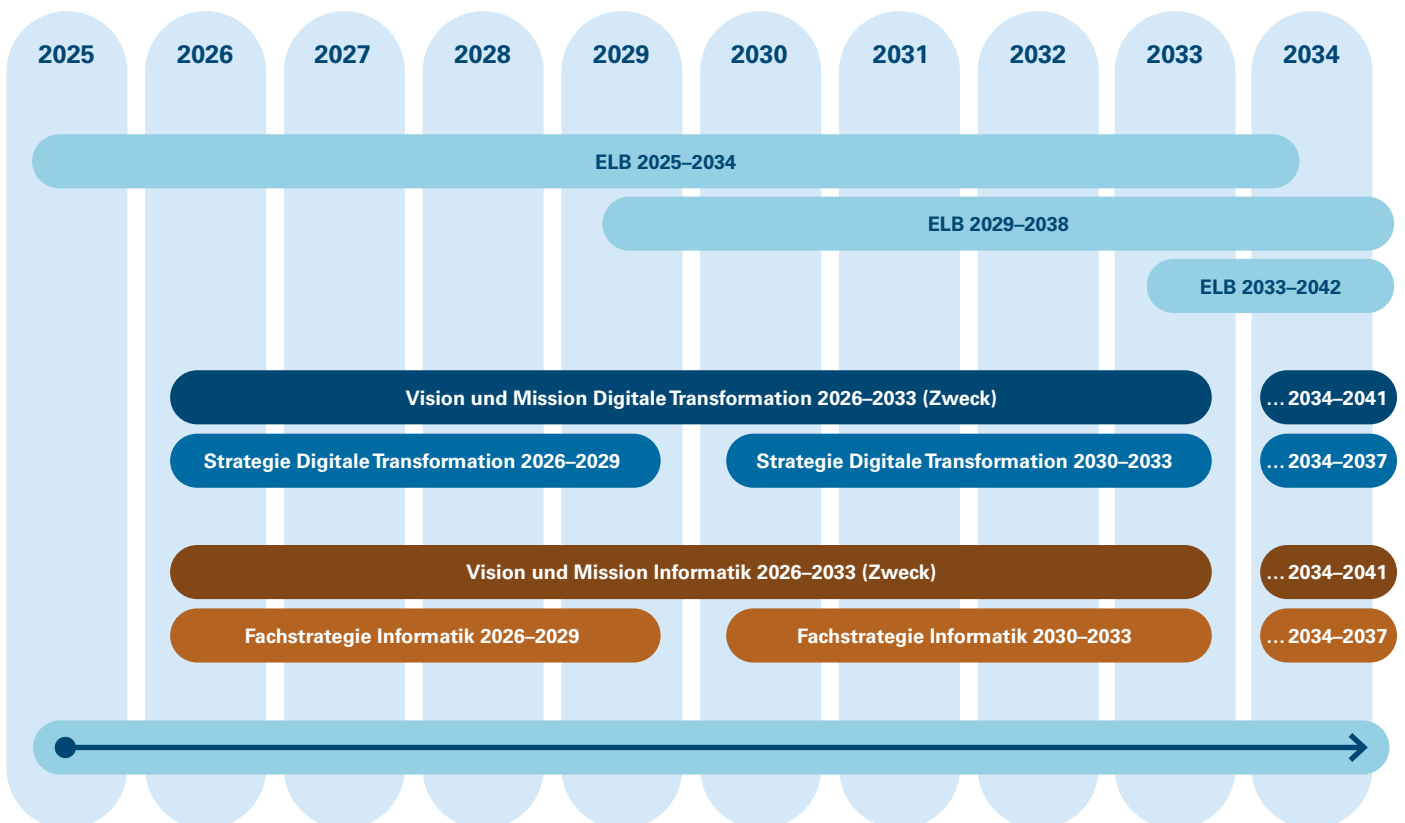 2025 2026 2027 2028 2029 2030 2031 2032 2033 2034
ELB 2025–2034
ELB 2029–2038
ELB 2033–2042
Vision und Mission Digitale Transformation 2026–2033 (Zweck) … 2034–2041
Strategie Digitale Transformation 2026–2029 Strategie Digitale Transformation 2030–2033 … 2034–2037
Vision und Mission Informatik 2026–2033 (Zweck) … 2034–2041
Fachstrategie Informatik 2026–2029 Fachstrategie Informatik 2030–2033 … 2034–2037